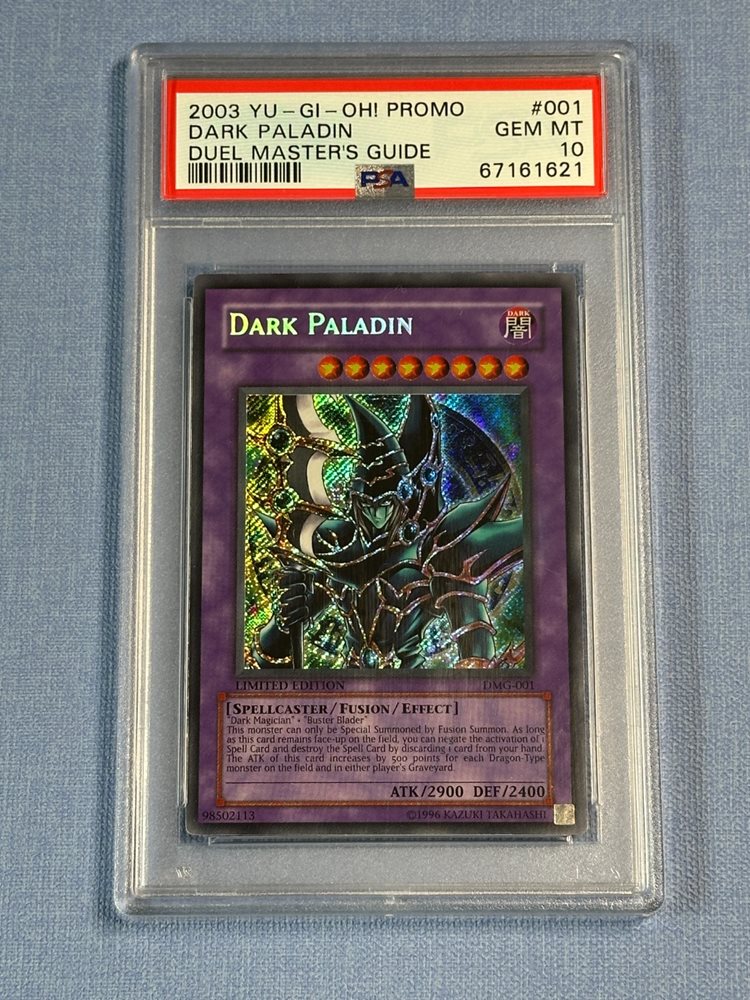 2003 YU-GI-OH! PROMO #001
DARK PALADIN GEM MT
DUEL MASTER'S GUIDE 10
PSA 67161621
DARK PALADIN
DARK
闇
LIMITED EDITION DMG-001
[SPELLCASTER/FUSION/EFFECT]
"Dark Magician" + "Buster Blader"
This monster can only be Special Summoned by Fusion Summon. As long
as this card remains face-up on the field, you can negate the activation of 1
Spell Card and destroy the Spell Card by discarding 1 card from your hand.
The ATK of this card increases by 500 points for each Dragon-Type
monster on the field and in either player's Graveyard.
ATK/2900 DEF/2400
98502113 ©1996 KAZUKI TAKAHASHI